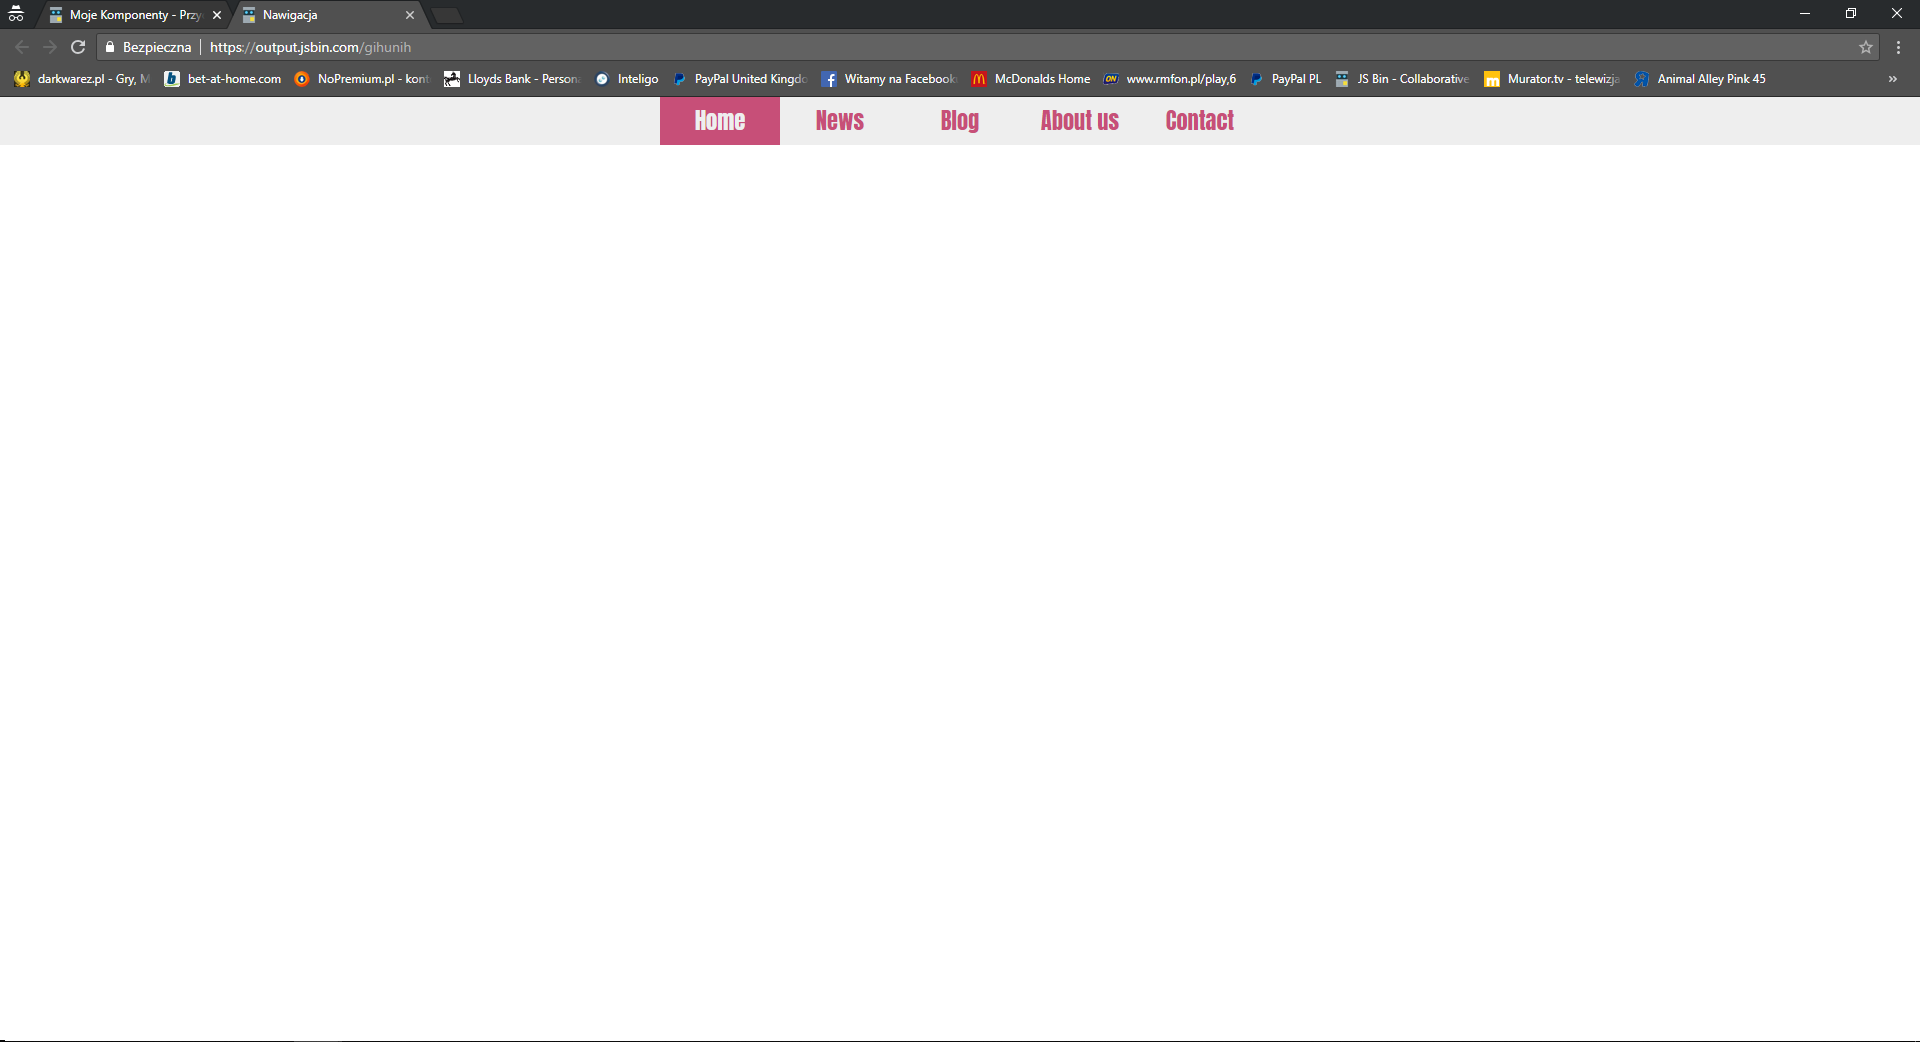 Moje Komponenty - Przy
Nawigacja
Bezpieczna https://output.jsbin.com/gihunih
darkwarez.pl - Gry, M bet-at-home.com NoPremium.pl - kont Lloyds Bank - Person Inteligo PayPal United Kingdo Witamy na Facebook McDonalds Home ON www.rmfon.pl/play,6 PayPal PL JS Bin - Collaborative Murator.tv - telewizja Animal Alley Pink 45 »
Home News Blog About us Contact